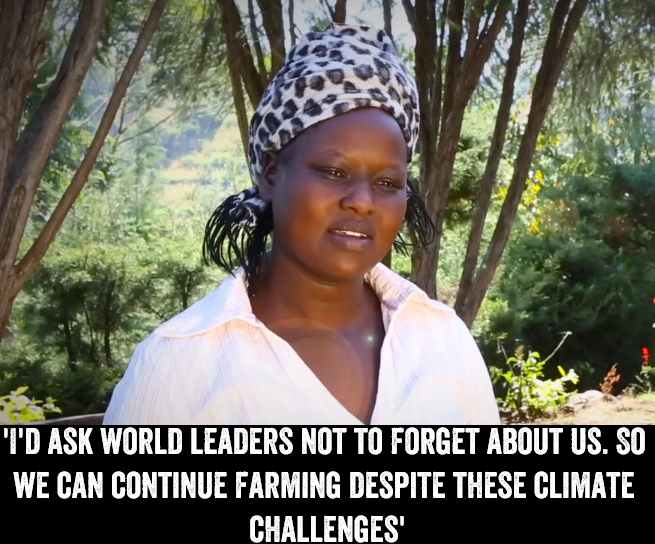 'I'D ASK WORLD LEADERS NOT TO FORGET ABOUT US. SO
WE CAN CONTINUE FARMING DESPITE THESE CLIMATE
CHALLENGES'